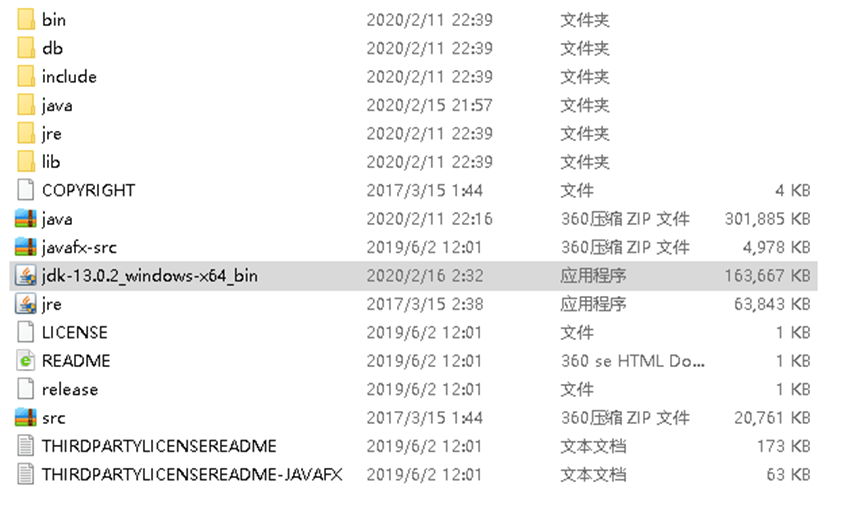 bin 2020/2/11 22:39 文件夹
db 2020/2/11 22:39 文件夹
include 2020/2/11 22:39 文件夹
java 2020/2/15 21:57 文件夹
jre 2020/2/11 22:39 文件夹
lib 2020/2/11 22:39 文件夹
COPYRIGHT 2017/3/15 1:44 文件 4 KB
java 2020/2/11 22:16 360压缩 ZIP 文件 301,885 KB
javafx-src 2019/6/2 12:01 360压缩 ZIP 文件 4,978 KB
jdk-13.0.2_windows-x64_bin 2020/2/16 2:32 应用程序 163,667 KB
jre 2017/3/15 2:38 应用程序 63,843 KB
LICENSE 2019/6/2 12:01 文件 1 KB
README 2019/6/2 12:01 360 se HTML Do... 1 KB
release 2019/6/2 12:01 文件 1 KB
src 2017/3/15 1:44 360压缩 ZIP 文件 20,761 KB
THIRDPARTYLICENSEREADME 2019/6/2 12:01 文本文档 173 KB
THIRDPARTYLICENSEREADME-JAVAFX 2019/6/2 12:01 文本文档 63 KB